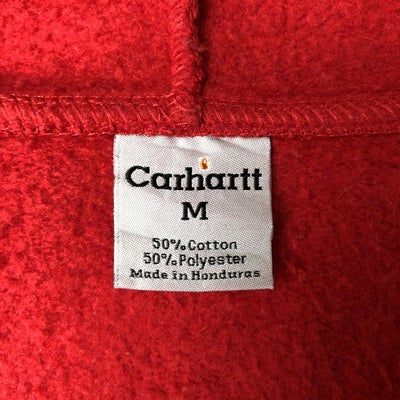 Carhartt
M
50% Cotton
50% Polyester
Made in Honduras